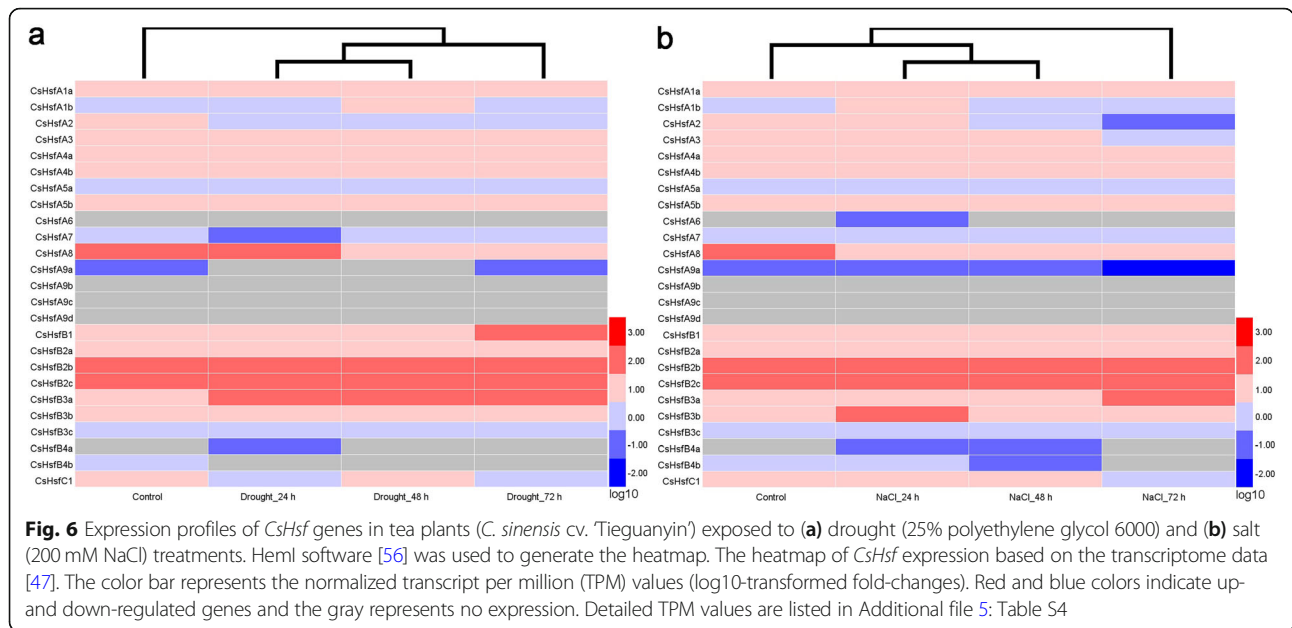 a
CsHsfA1a
CsHsfA1b
CsHsfA2
CsHsfA3
CsHsfA4a
CsHsfA4b
CsHsfA5a
CsHsfA5b
CsHsfA6
CsHsfA7
CsHsfA8
CsHsfA9a
CsHsfA9b
CsHsfA9c
CsHsfA9d
CsHsfB1
CsHsfB2a
CsHsfB2b
CsHsfB2c
CsHsfB3a
CsHsfB3b
CsHsfB3c
CsHsfB4a
CsHsfB4b
CsHsfC1
3.00
2.00
1.00
0.00
-1.00
-2.00
log10
Control Drought_24 h Drought_48 h Drought_72 h
b
CsHsfA1a
CsHsfA1b
CsHsfA2
CsHsfA3
CsHsfA4a
CsHsfA4b
CsHsfA5a
CsHsfA5b
CsHsfA6
CsHsfA7
CsHsfA8
CsHsfA9a
CsHsfA9b
CsHsfA9c
CsHsfA9d
CsHsfB1
CsHsfB2a
CsHsfB2b
CsHsfB2c
CsHsfB3a
CsHsfB3b
CsHsfB3c
CsHsfB4a
CsHsfB4b
CsHsfC1
3.00
2.00
1.00
0.00
-1.00
-2.00
log10
Control NaCl_24 h NaCl_48 h NaCl_72 h
Fig. 6 Expression profiles of CsHsf genes in tea plants (C. sinensis cv. 'Tieguanyin') exposed to (a) drought (25% polyethylene glycol 6000) and (b) salt
(200 mM NaCl) treatments. HemI software [56] was used to generate the heatmap. The heatmap of CsHsf expression based on the transcriptome data
[47]. The color bar represents the normalized transcript per million (TPM) values (log10-transformed fold-changes). Red and blue colors indicate up-
and down-regulated genes and the gray represents no expression. Detailed TPM values are listed in Additional file 5: Table S4